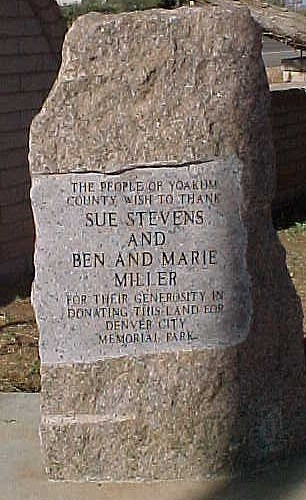 THE PEOPLE OF YOAKUM
COUNTY WISH TO THANK
SUE STEVENS
AND
BEN AND MARIE
MILLER
FOR THEIR GENEROSITY IN
DONATING THIS LAND FOR
DENVER CITY
MEMORIAL PARK